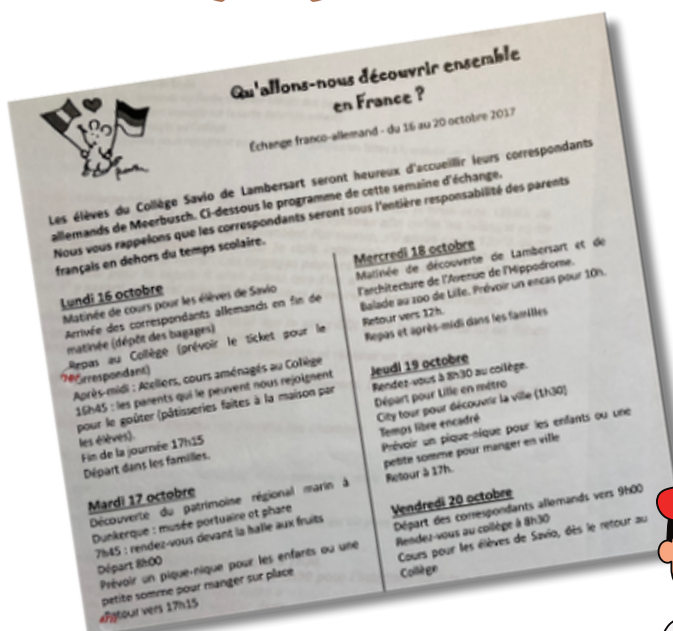 Qu'allons-nous découvrir ensemble
en France ?
Échange franco-allemand - du 16 au 20 octobre 2017
Les élèves du Collège Savio de Lambersart seront heureux d'accueillir leurs correspondants
allemands de Meerbusch. Ci-dessous le programme de cette semaine d'échange.
Nous vous rappelons que les correspondants seront sous l'entière responsabilité des parents
français en dehors du temps scolaire.
Lundi 16 octobre
Matinée de cours pour les élèves de Savio
Arrivée des correspondants allemands en fin de
matinée (dépôt des bagages)
Repas au Collège (prévoir le ticket pour le
correspondant)
Après-midi : Ateliers, cours aménagés au Collège
16h45 : les parents qui le peuvent nous rejoignent
pour le goûter (pâtisseries faites à la maison par
les élèves).
Fin de la journée 17h15
Départ dans les familles.
Mardi 17 octobre
Découverte du patrimoine régional marin à
Dunkerque : musée portuaire et phare
7h45 : rendez-vous devant la halle aux fruits
Départ 8h00
Prévoir un pique-nique pour les enfants ou une
petite somme pour manger sur place
Retour vers 17h15
Mercredi 18 octobre
Matinée de découverte de Lambersart et de
l'architecture de l'Avenue de l'Hippodrome.
Balade au zoo de Lille. Prévoir un encas pour 10h.
Retour vers 12h.
Repas et après-midi dans les familles
Jeudi 19 octobre
Rendez-vous à 8h30 au collège.
Départ pour Lille en métro
City tour pour découvrir la ville (1h30)
Temps libre encadré
Prévoir un pique-nique pour les enfants ou une
petite somme pour manger en ville
Retour à 17h.
Vendredi 20 octobre
Départ des correspondants allemands vers 9h00
Rendez-vous au collège à 8h30
Cours pour les élèves de Savio, dès le retour au
Collège